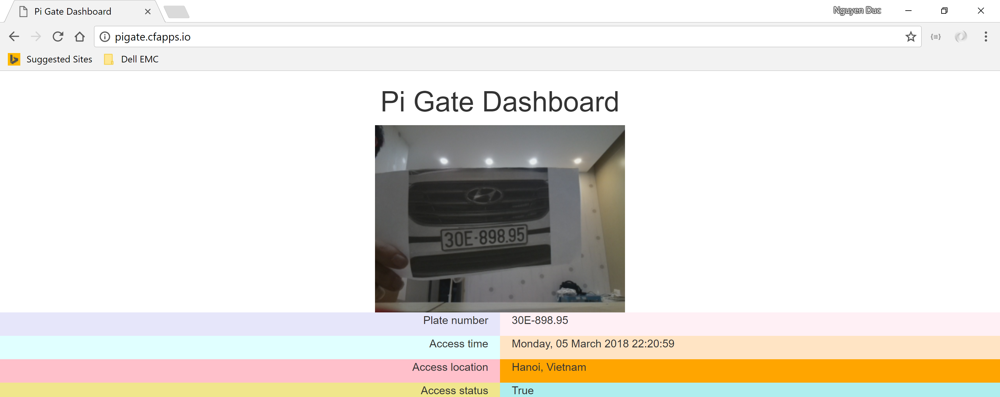 Pi Gate Dashboard
Nguyen Duc
pigate.cfapps.io
Suggested Sites
Dell EMC
Pi Gate Dashboard
30E-898.95
Plate number 30E-898.95
Access time Monday, 05 March 2018 22:20:59
Access location Hanoi, Vietnam
Access status True